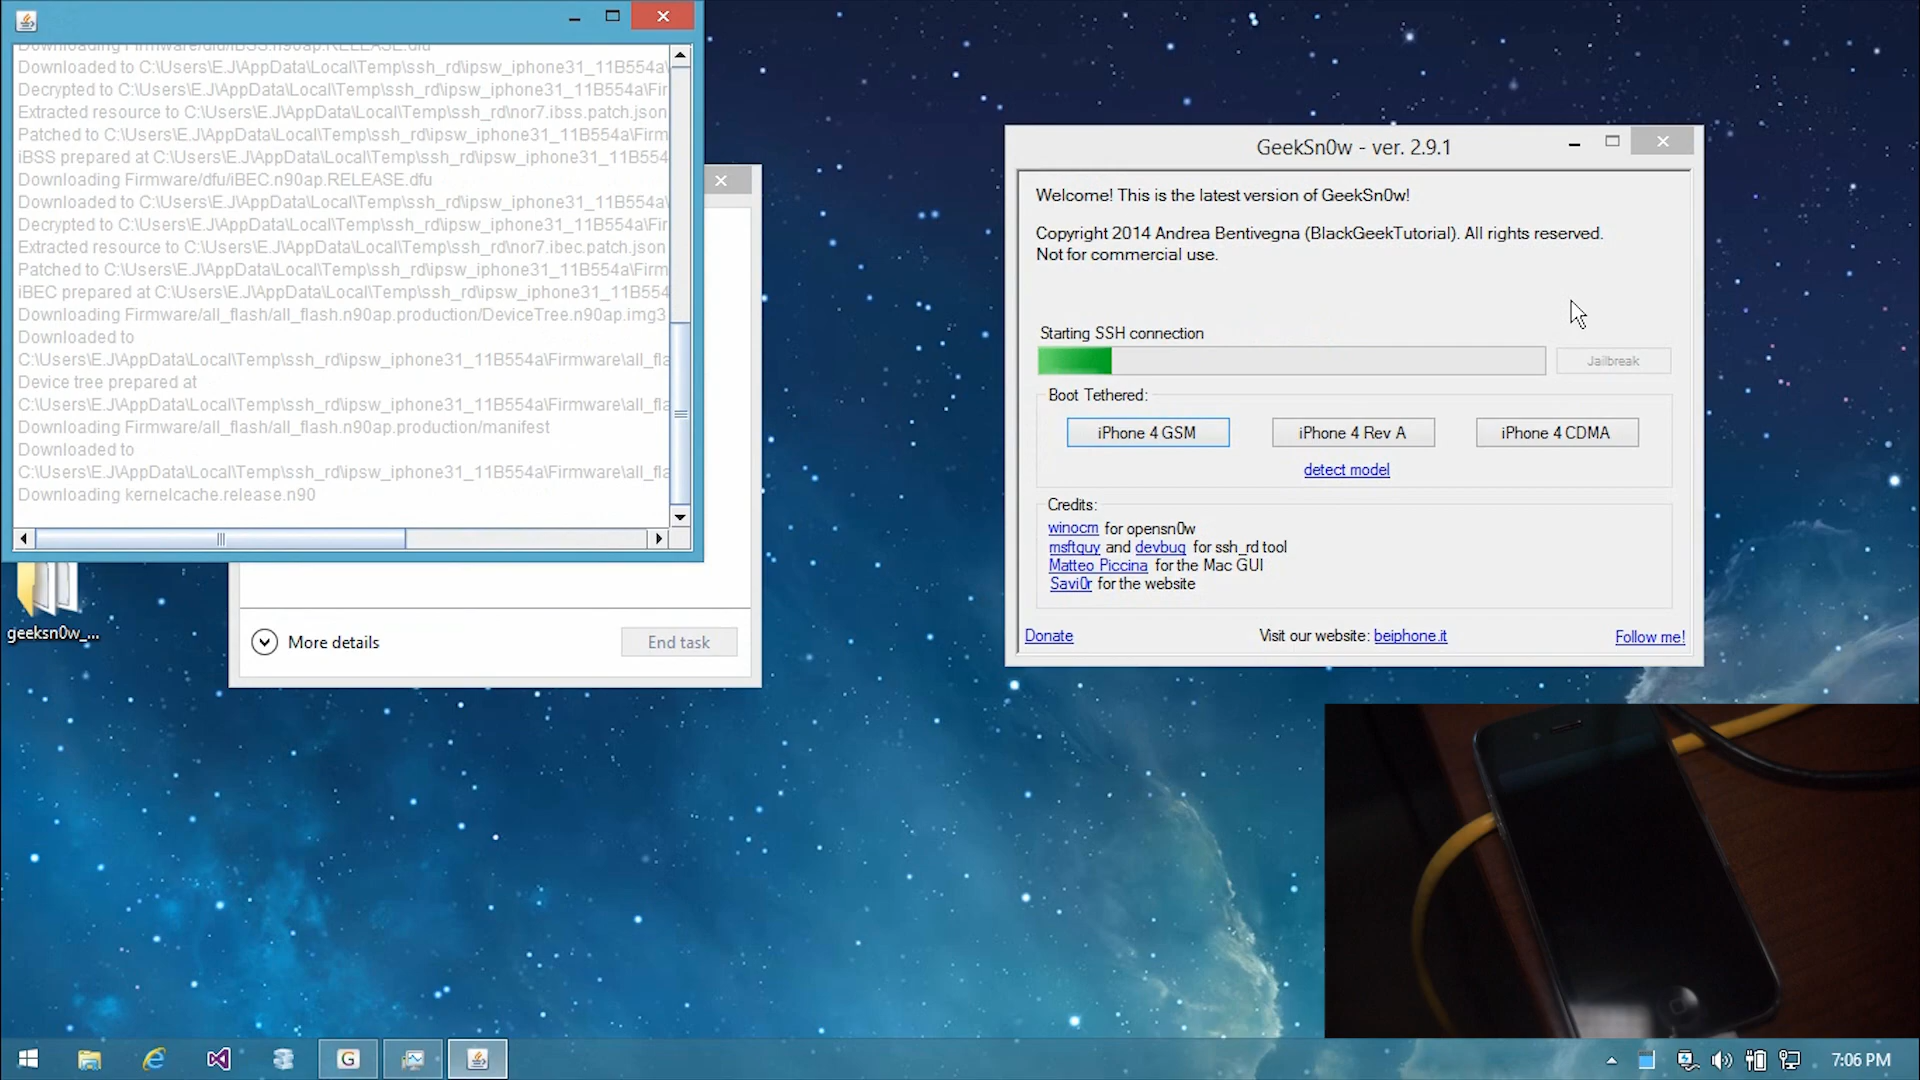 Downloading Firmware/dfu/iBSS.n90ap.RELEASE.dfu
Downloaded to C:\Users\E.J\AppData\Local\Temp\ssh_rd\ipsw_iphone31_11B554a\
Decrypted to C:\Users\E.J\AppData\Local\Temp\ssh_rd\ipsw_iphone31_11B554a\Fir
Extracted resource to C:\Users\E.J\AppData\Local\Temp\ssh_rd\nor7.ibss.patch.json
Patched to C:\Users\E.J\AppData\Local\Temp\ssh_rd\ipsw_iphone31_11B554a\Firm
iBSS prepared at C:\Users\E.J\AppData\Local\Temp\ssh_rd\ipsw_iphone31_11B554
Downloading Firmware/dfu/iBEC.n90ap.RELEASE.dfu
Downloaded to C:\Users\E.J\AppData\Local\Temp\ssh_rd\ipsw_iphone31_11B554a\
Decrypted to C:\Users\E.J\AppData\Local\Temp\ssh_rd\ipsw_iphone31_11B554a\Fir
Extracted resource to C:\Users\E.J\AppData\Local\Temp\ssh_rd\nor7.ibec.patch.json
Patched to C:\Users\E.J\AppData\Local\Temp\ssh_rd\ipsw_iphone31_11B554a\Firm
iBEC prepared at C:\Users\E.J\AppData\Local\Temp\ssh_rd\ipsw_iphone31_11B554
Downloading Firmware/all_flash/all_flash.n90ap.production/DeviceTree.n90ap.img3
Downloaded to
C:\Users\E.J\AppData\Local\Temp\ssh_rd\ipsw_iphone31_11B554a\Firmware\all_fla
Device tree prepared at
C:\Users\E.J\AppData\Local\Temp\ssh_rd\ipsw_iphone31_11B554a\Firmware\all_fla
Downloading Firmware/all_flash/all_flash.n90ap.production/manifest
Downloaded to
C:\Users\E.J\AppData\Local\Temp\ssh_rd\ipsw_iphone31_11B554a\Firmware\all_fla
Downloading kernelcache.release.n90
geeksn0w_...
More details
End task
GeekSn0w - ver. 2.9.1
Welcome! This is the latest version of GeekSn0w!
Copyright 2014 Andrea Bentivegna (BlackGeekTutorial). All rights reserved.
Not for commercial use.
Starting SSH connection
Jailbreak
Boot Tethered:
iPhone 4 GSM
iPhone 4 Rev A
iPhone 4 CDMA
detect model
Credits:
winocm for opensn0w
msftguy and devbug for ssh_rd tool
Matteo Piccina for the Mac GUI
Savi0r for the website
Donate
Visit our website: beiphone.it
Follow me!
G
7:06 PM